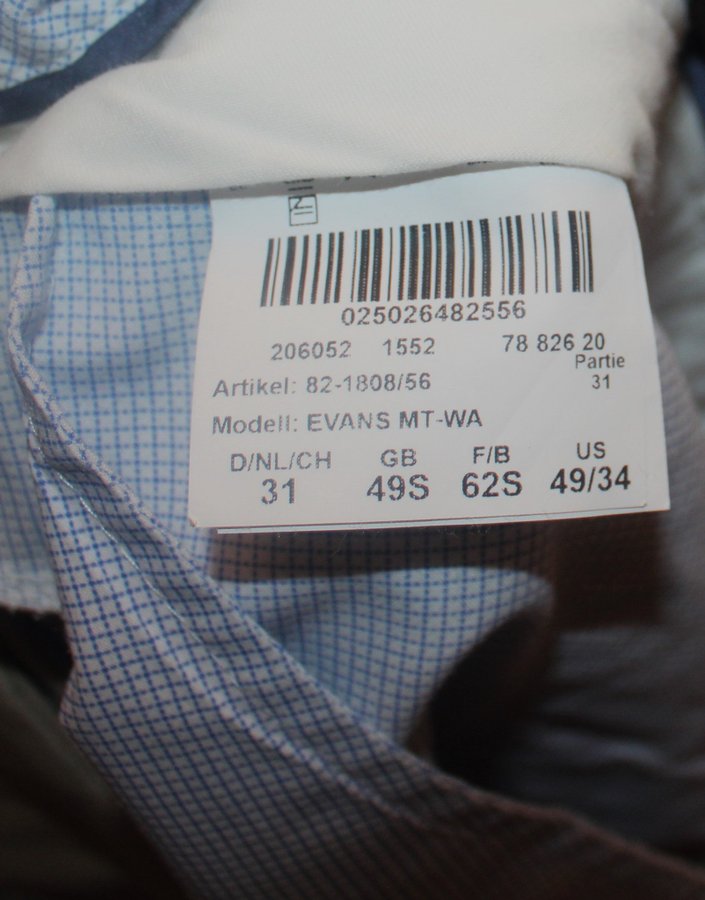 025026482556
206052 1552 78 826 20
Partie
Artikel: 82-1808/56 31
Modell: EVANS MT-WA
D/NL/CH GB F/B US
31 49S 62S 49/34